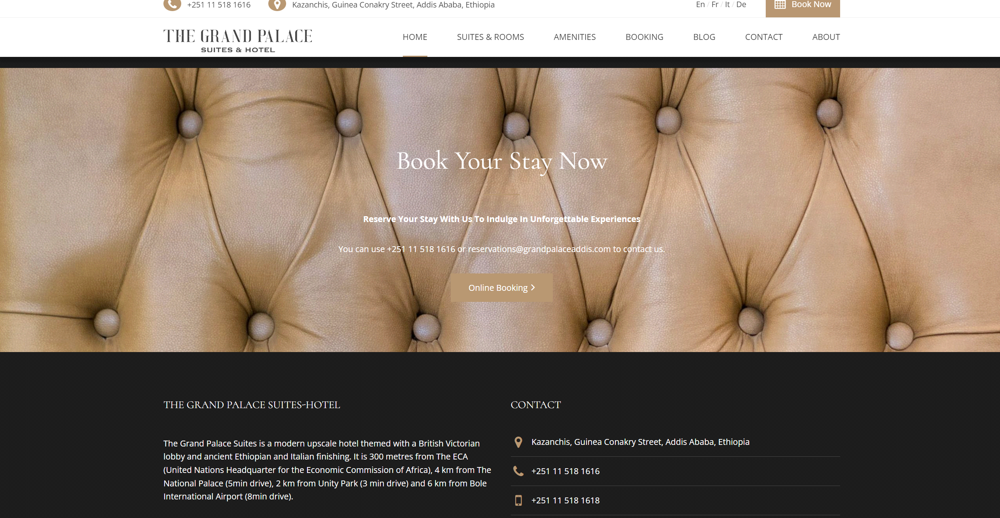 +251 11 518 1616
Kazanchis, Guinea Conakry Street, Addis Ababa, Ethiopia
En / Fr / It / De
Book Now
THE GRAND PALACE
SUITES & HOTEL
HOME
SUITES & ROOMS
AMENITIES
BOOKING
BLOG
CONTACT
ABOUT
Book Your Stay Now
Reserve Your Stay With Us To Indulge In Unforgettable Experiences
You can use +251 11 518 1616 or reservations@grandpalaceaddis.com to contact us.
Online Booking
THE GRAND PALACE SUITES-HOTEL
The Grand Palace Suites is a modern upscale hotel themed with a British Victorian
lobby and ancient Ethiopian and Italian finishing. It is 300 metres from The ECA
(United Nations Headquarter for the Economic Commission of Africa), 4 km from The
National Palace (5min drive), 2 km from Unity Park (3 min drive) and 6 km from Bole
International Airport (8min drive).
CONTACT
Kazanchis, Guinea Conakry Street, Addis Ababa, Ethiopia
+251 11 518 1616
+251 11 518 1618